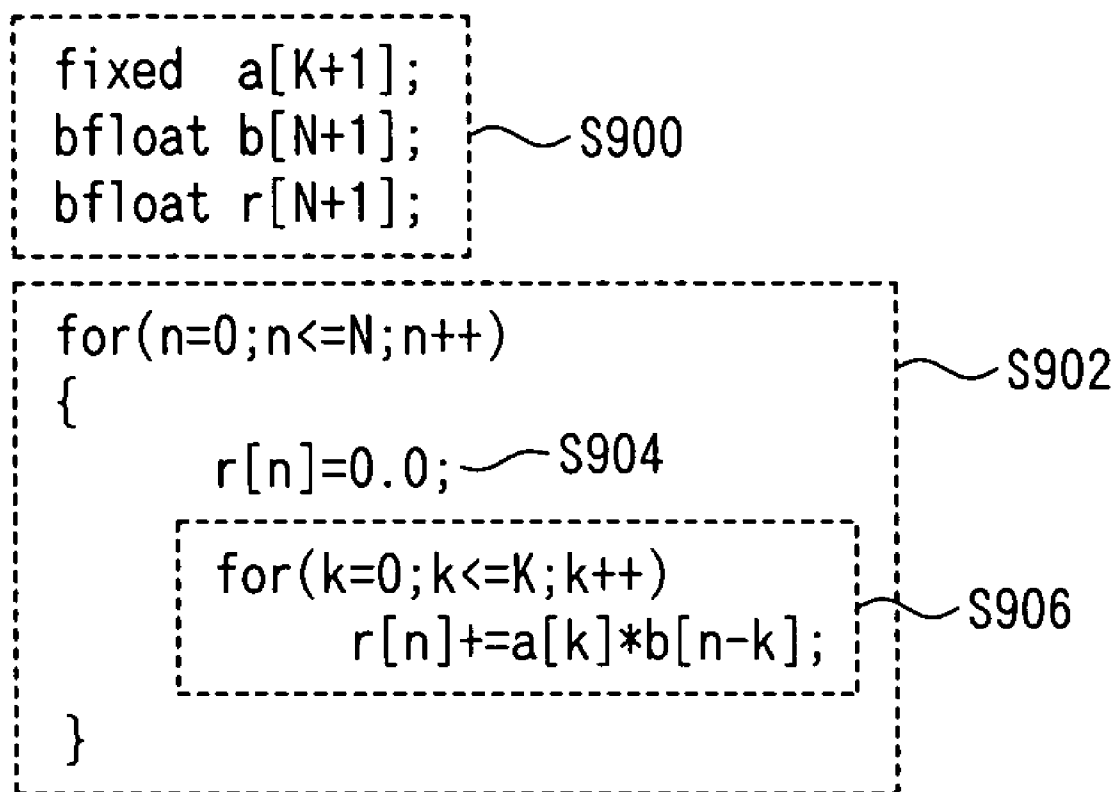 fixed a[K+1];
bfloat b[N+1];
bfloat r[N+1];
S900
for(n=0;n<=N;n++)
{
S902
r[n]=0.0;
S904
for(k=0;k<=K;k++)
r[n]+=a[k]*b[n-k];
S906
}